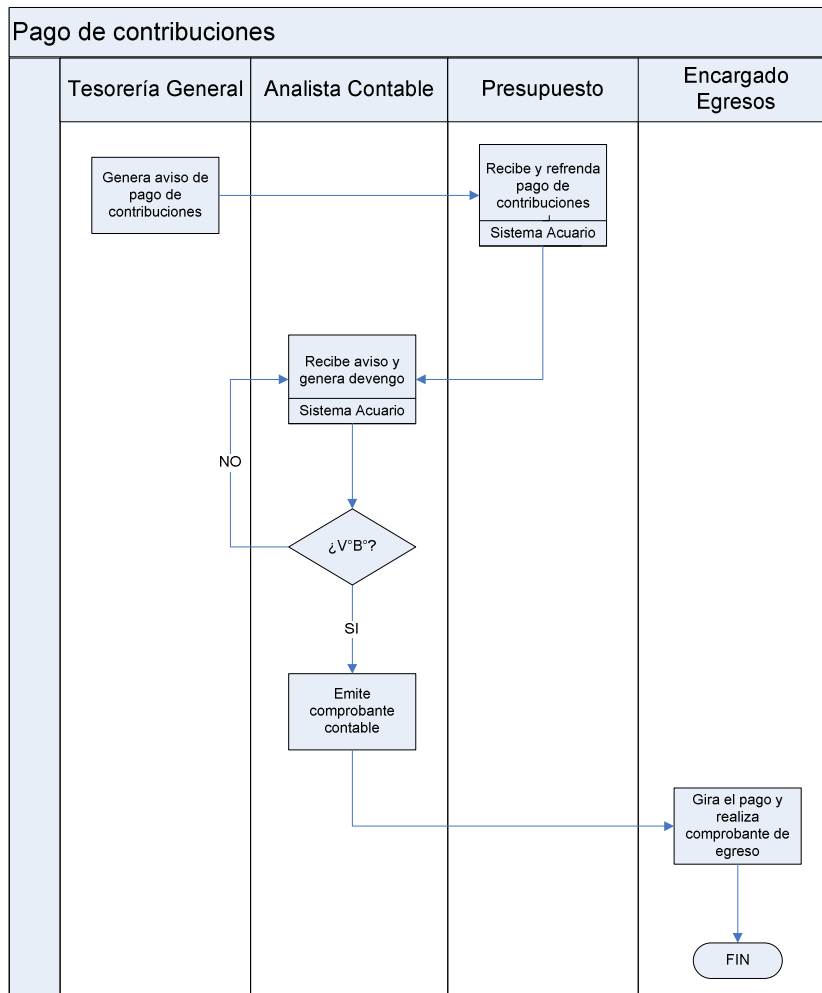 Pago de contribuciones
Tesorería General
Analista Contable
Presupuesto
Encargado
Egresos
Genera aviso de
pago de
contribuciones
Recibe y refrenda
pago de
contribuciones
Sistema Acuario
Recibe aviso y
genera devengo
Sistema Acuario
NO
¿V°B°?
SI
Emite
comprobante
contable
Gira el pago y
realiza
comprobante de
egreso
FIN